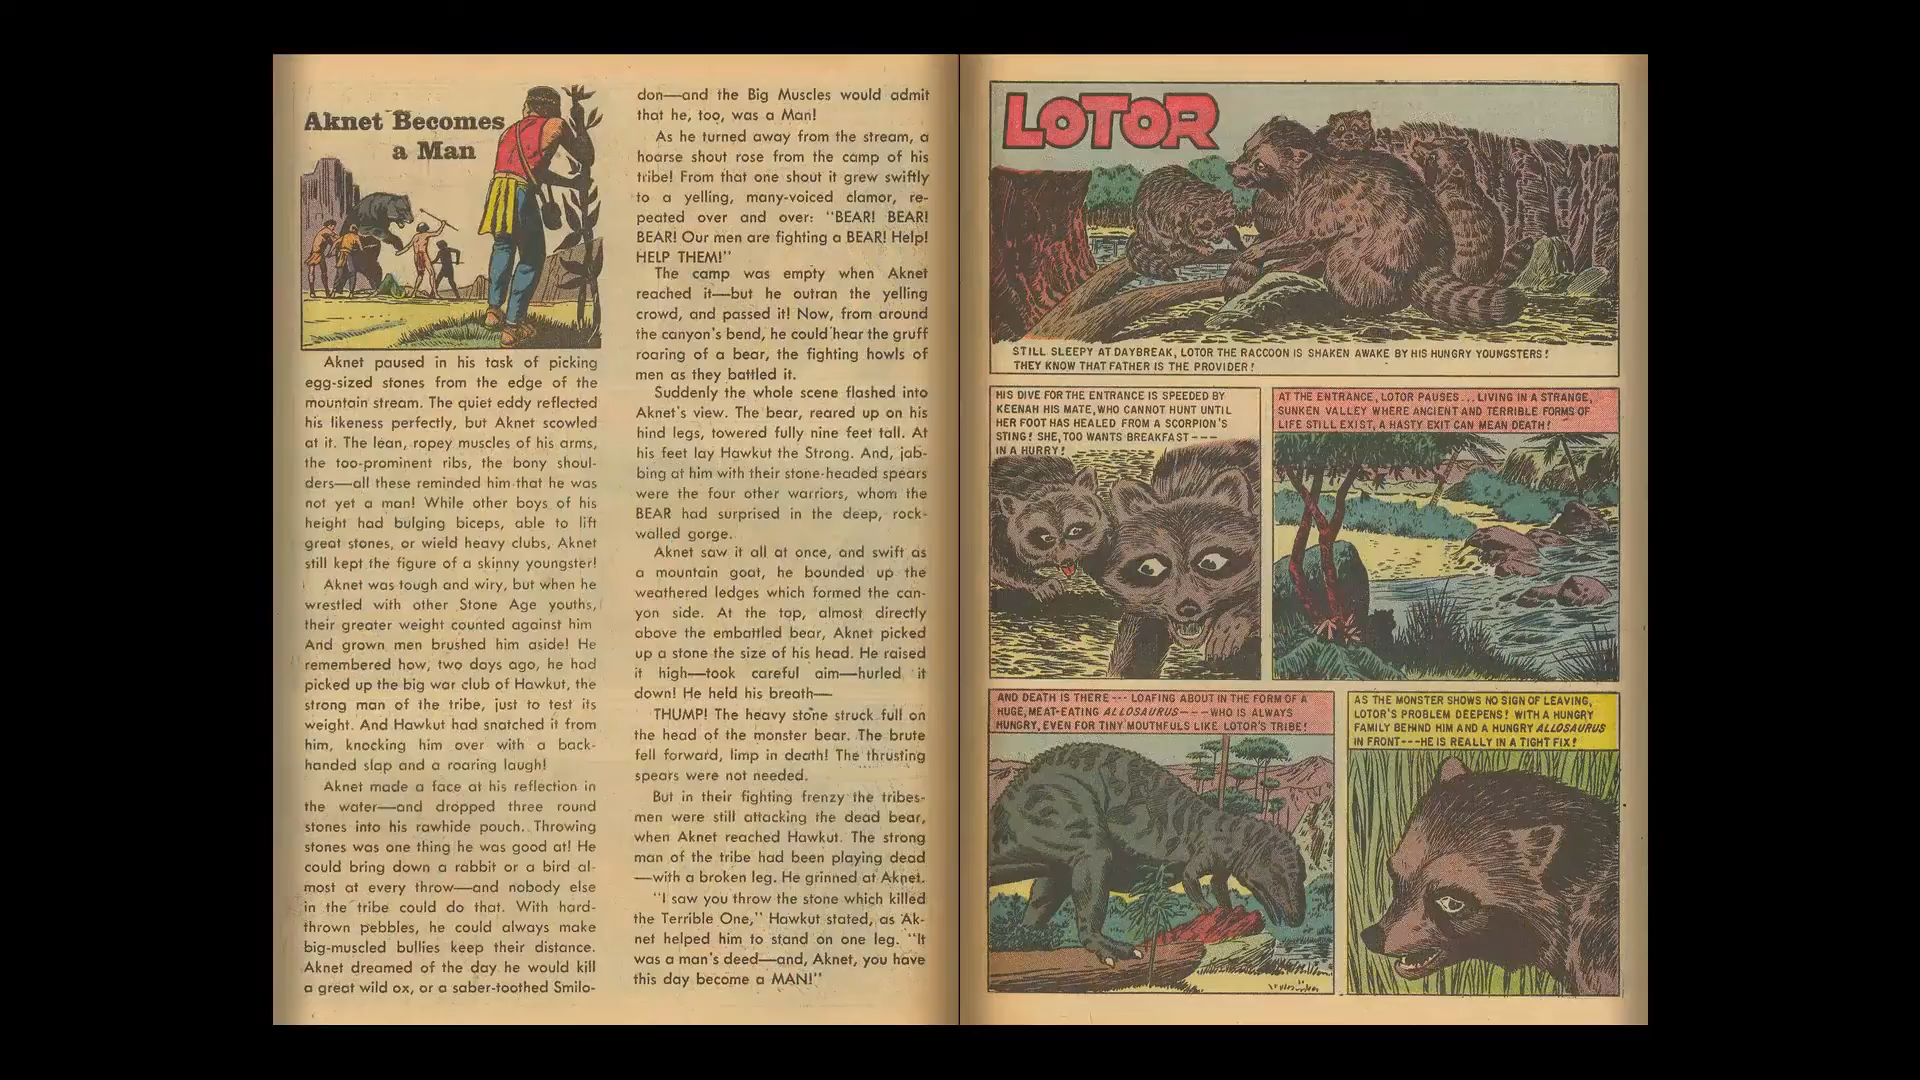 Aknet Becomes
a Man
Aknet paused in his task of picking
egg-sized stones from the edge of the
mountain stream. The quiet eddy reflected
his likeness perfectly, but Aknet scowled
at it. The lean, ropey muscles of his arms,
the too-prominent ribs, the bony shoul-
ders—all these reminded him that he was
not yet a man! While other boys of his
height had bulging biceps, able to lift
great stones, or wield heavy clubs, Aknet
still kept the figure of a skinny youngster!
Aknet was tough and wiry, but when he
wrestled with other Stone Age youths,
their greater weight counted against him
And grown men brushed him aside! He
remembered how, two days ago, he had
picked up the big war club of Hawkut, the
strong man of the tribe, just to test its
weight. And Hawkut had snatched it from
him, knocking him over with a back-
handed slap and a roaring laugh!
Aknet made a face at his reflection in
the water—and dropped three round
stones into his rawhide pouch. Throwing
stones was one thing he was good at! He
could bring down a rabbit or a bird al-
most at every throw—and nobody else
in the tribe could do that. With hard-
thrown pebbles, he could always make
big-muscled bullies keep their distance.
Aknet dreamed of the day he would kill
a great wild ox, or a saber-toothed Smilo-
don—and the Big Muscles would admit
that he, too, was a Man!
As he turned away from the stream, a
hoarse shout rose from the camp of his
tribe! From that one shout it grew swiftly
to a yelling, many-voiced clamor, re-
peated over and over: "BEAR! BEAR!
BEAR! Our men are fighting a BEAR! Help!
HELP THEM!"
The camp was empty when Aknet
reached it—but he outran the yelling
crowd, and passed it! Now, from around
the canyon's bend, he could hear the gruff
roaring of a bear, the fighting howls of
men as they battled it.
Suddenly the whole scene flashed into
Aknet's view. The bear, reared up on his
hind legs, towered fully nine feet tall. At
his feet lay Hawkut the Strong. And, jab-
bing at him with their stone-headed spears
were the four other warriors, whom the
BEAR had surprised in the deep, rock-
walled gorge.
Aknet saw it all at once, and swift as
a mountain goat, he bounded up the
weathered ledges which formed the can-
yon side. At the top, almost directly
above the embattled bear, Aknet picked
up a stone the size of his head. He raised
it high—took careful aim—hurled it
down! He held his breath—
THUMP! The heavy stone struck full on
the head of the monster bear. The brute
fell forward, limp in death! The thrusting
spears were not needed.
But in their fighting frenzy the tribes-
men were still attacking the dead bear,
when Aknet reached Hawkut. The strong
man of the tribe had been playing dead
—with a broken leg. He grinned at Aknet.
"I saw you throw the stone which killed
the Terrible One," Hawkut stated, as Ak-
net helped him to stand on one leg. "It
was a man's deed—and, Aknet, you have
this day become a MAN!"
LOTOR
STILL SLEEPY AT DAYBREAK, LOTOR THE RACCOON IS SHAKEN AWAKE BY HIS HUNGRY YOUNGSTERS!
THEY KNOW THAT FATHER IS THE PROVIDER!
HIS DIVE FOR THE ENTRANCE IS SPEEDED BY
KEENAH HIS MATE, WHO CANNOT HUNT UNTIL
HER FOOT HAS HEALED FROM A SCORPION'S
STING! SHE, TOO WANTS BREAKFAST---
IN A HURRY!
AT THE ENTRANCE, LOTOR PAUSES... LIVING IN A STRANGE,
SUNKEN VALLEY WHERE ANCIENT AND TERRIBLE FORMS OF
LIFE STILL EXIST, A HASTY EXIT CAN MEAN DEATH!
AND DEATH IS THERE--- LOAFING ABOUT IN THE FORM OF A
HUGE, MEAT-EATING ALLOSAURUS---- WHO IS ALWAYS
HUNGRY, EVEN FOR TINY MOUTHFULS LIKE LOTOR'S TRIBE!
AS THE MONSTER SHOWS NO SIGN OF LEAVING,
LOTOR'S PROBLEM DEEPENS! WITH A HUNGRY
FAMILY BEHIND HIM AND A HUNGRY ALLOSAURUS
IN FRONT---HE IS REALLY IN A TIGHT FIX!